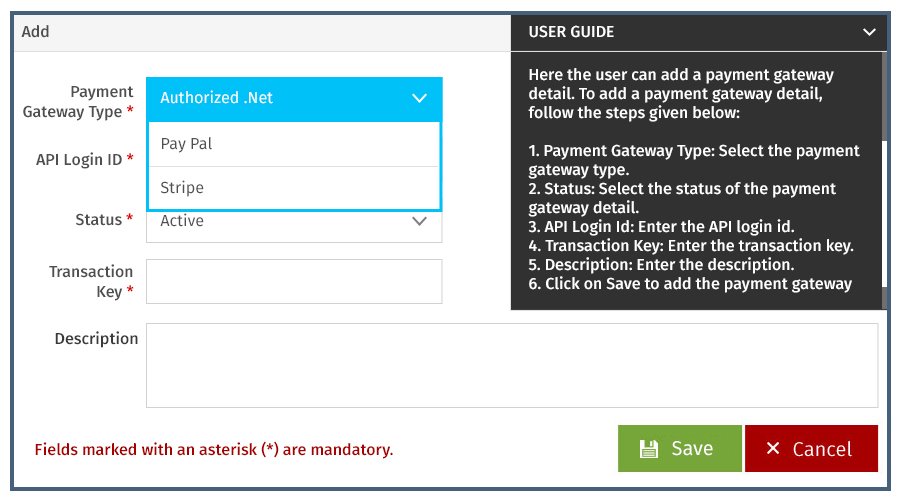 Add
USER GUIDE
Payment
Gateway Type *
Authorized .Net
Pay Pal
Stripe
API Login ID *
Status *
Active
Transaction
Key *
Description
Here the user can add a payment gateway
detail. To add a payment gateway detail,
follow the steps given below:
1. Payment Gateway Type: Select the payment
gateway type.
2. Status: Select the status of the payment
gateway detail.
3. API Login Id: Enter the API login id.
4. Transaction Key: Enter the transaction key.
5. Description: Enter the description.
6. Click on Save to add the payment gateway
Fields marked with an asterisk (*) are mandatory.
Save
Cancel